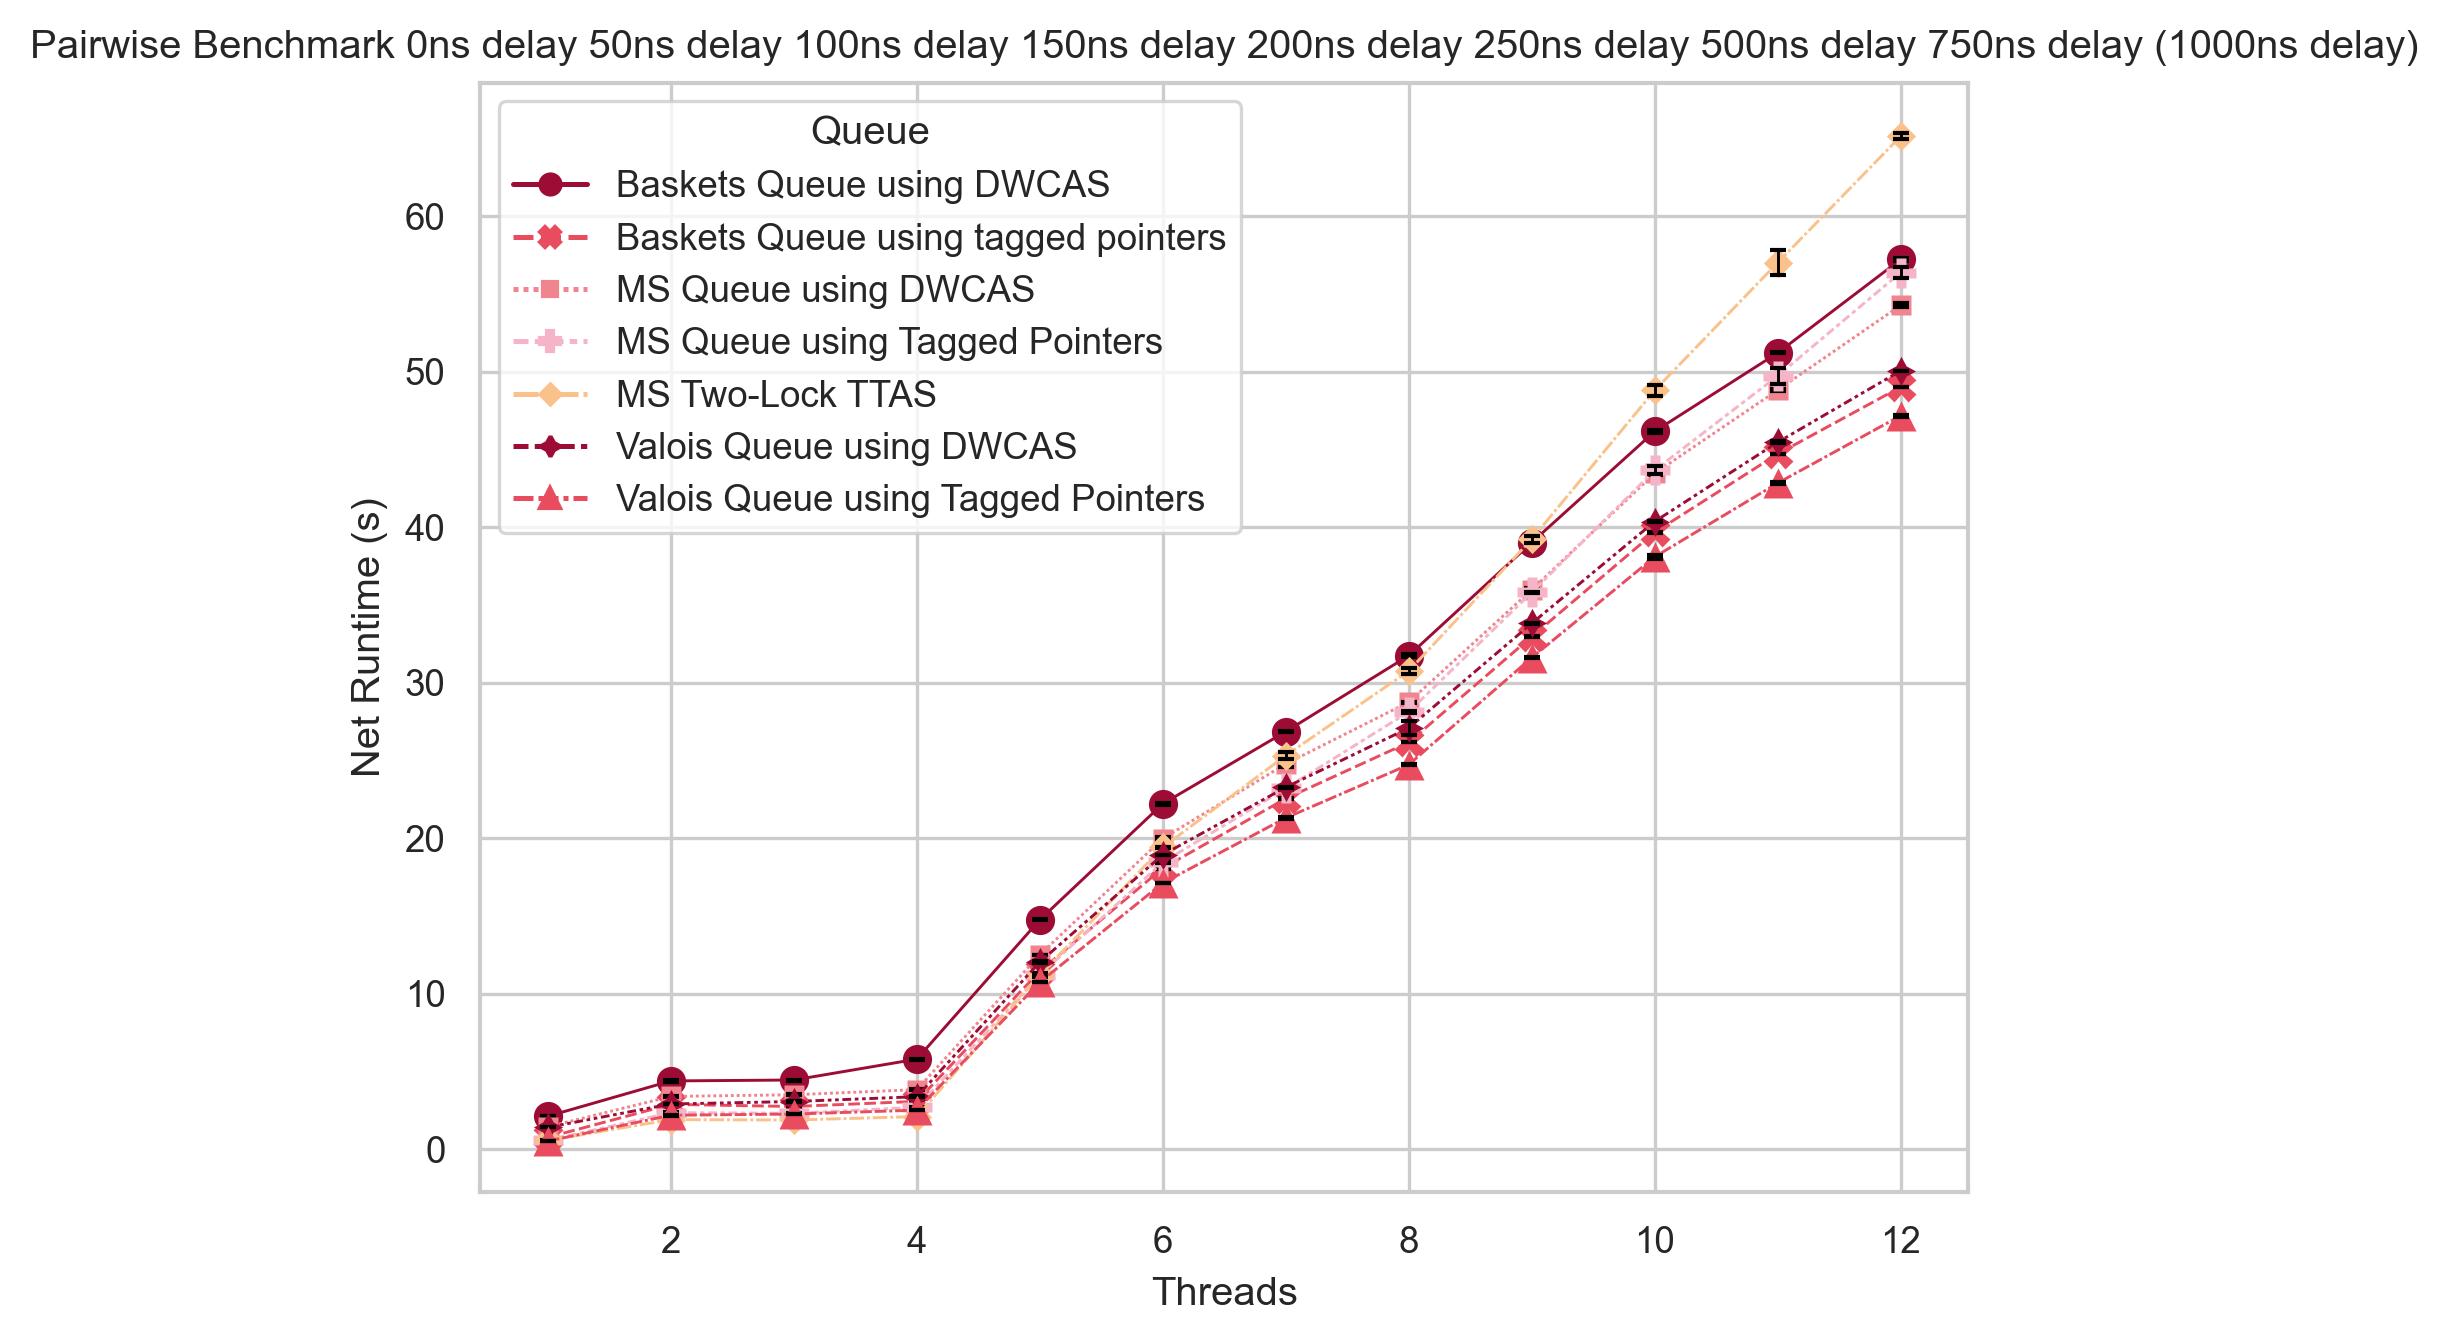 Pairwise Benchmark 0ns delay 50ns delay 100ns delay 150ns delay 200ns delay 250ns delay 500ns delay 750ns delay (1000ns delay)
Queue
Baskets Queue using DWCAS
Baskets Queue using tagged pointers
MS Queue using DWCAS
MS Queue using Tagged Pointers
MS Two-Lock TTAS
Valois Queue using DWCAS
Valois Queue using Tagged Pointers
Net Runtime (s)
60
50
40
30
20
10
0
2 4 6 8 10 12
Threads